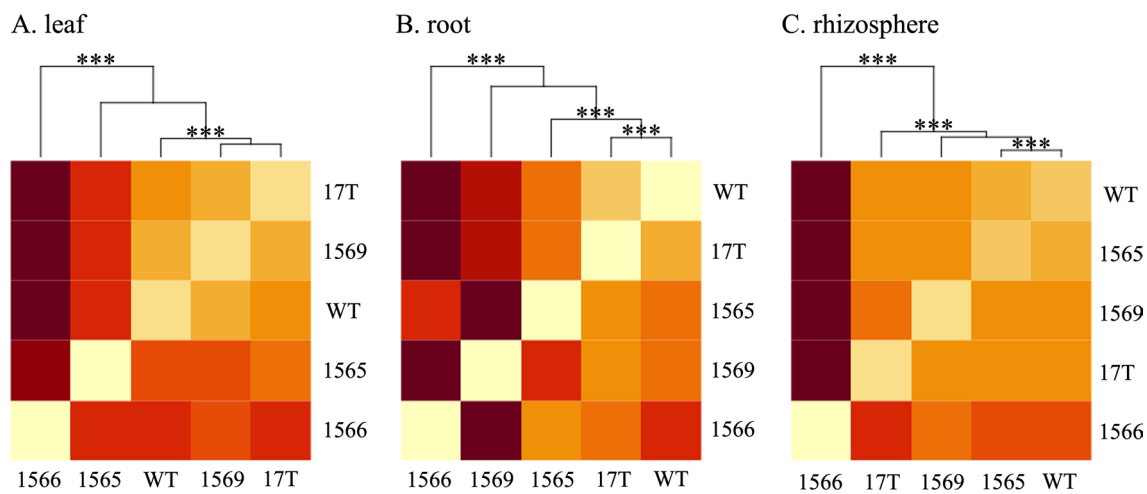 A. leaf
***
***
17T
1569
WT
1565
1566
1566 1565 WT 1569 17T
B. root
***
***
***
WT
17T
1565
1569
1566
1566 1569 1565 17T WT
C. rhizosphere
***
***
***
WT
1565
1569
17T
1566
1566 17T 1569 1565 WT